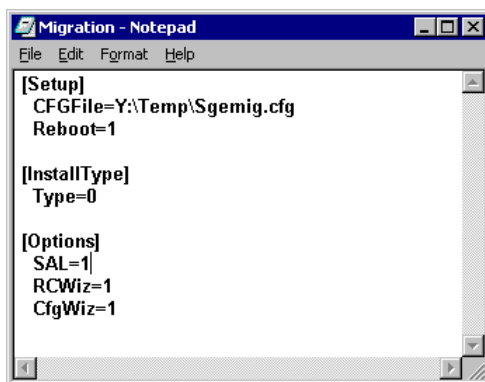 Migration - Notepad
File Edit Format Help
[Setup]
CFGFile=Y:\Temp\Sgemig.cfg
Reboot=1
[InstallType]
Type=0
[Options]
SAL=1
RCWiz=1
CfgWiz=1